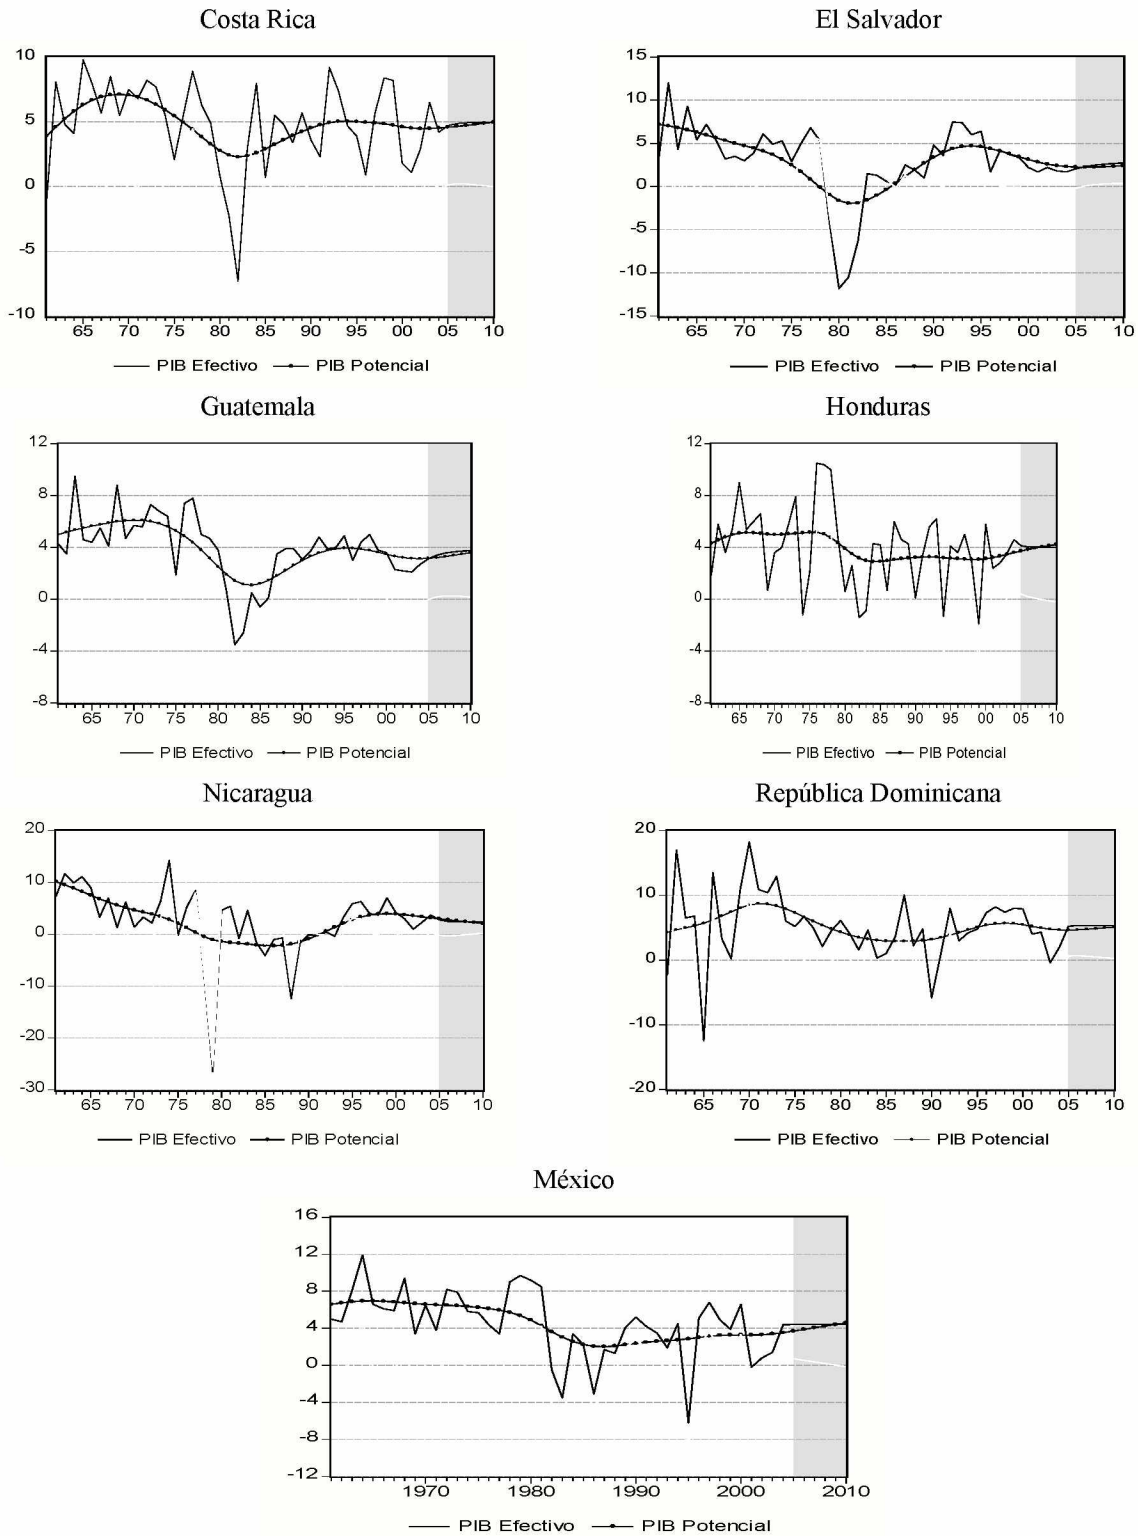 Costa Rica
El Salvador
10
5
0
-5
-10
65 70 75 80 85 90 95 00 05 10
PIB Efectivo PIB Potencial
15
10
5
0
-5
-10
-15
65 70 75 80 85 90 95 00 05 10
PIB Efectivo PIB Potencial
Guatemala
Honduras
12
8
4
0
-4
-8
65 70 75 80 85 90 95 00 05 10
PIB Efectivo PIB Potencial
12
8
4
0
-4
-8
65 70 75 80 85 90 95 00 05 10
PIB Efectivo PIB Potencial
Nicaragua
República Dominicana
20
10
0
-10
-20
-30
65 70 75 80 85 90 95 00 05 10
PIB Efectivo PIB Potencial
20
10
0
-10
-20
65 70 75 80 85 90 95 00 05 10
PIB Efectivo PIB Potencial
México
16
12
8
4
0
-4
-8
-12
1970 1980 1990 2000 2010
PIB Efectivo PIB Potencial